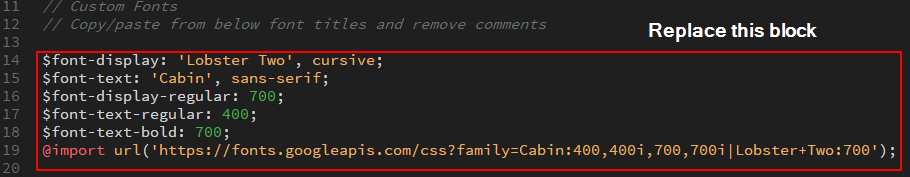 11 // Custom Fonts
12 // Copy/paste from below font titles and remove comments
13
Replace this block
14 $font-display: 'Lobster Two', cursive;
15 $font-text: 'Cabin', sans-serif;
16 $font-display-regular: 700;
17 $font-text-regular: 400;
18 $font-text-bold: 700;
19 @import url('https://fonts.googleapis.com/css?family=Cabin:400,400i,700,700i|Lobster+Two:700');
20